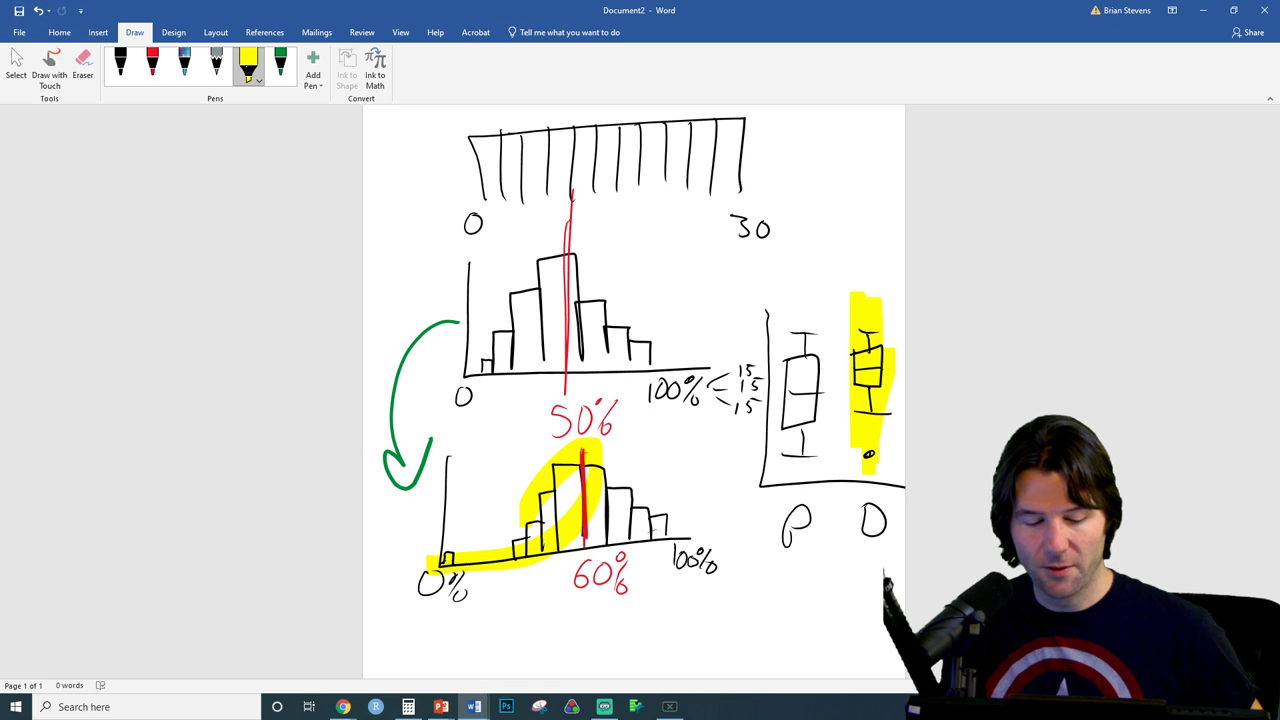 Document2 - Word
Brian Stevens
File Home Insert Draw Design Layout References Mailings Review View Help Acrobat Tell me what you want to do Share
Select
Draw with Touch
Eraser
Add Pen
Ink to Shape
Ink to Math
Tools Pens Convert
0 30
0 100%
15
15
15
50%
0% 60% 100%
P D
Page 1 of 1 0 words
Search here